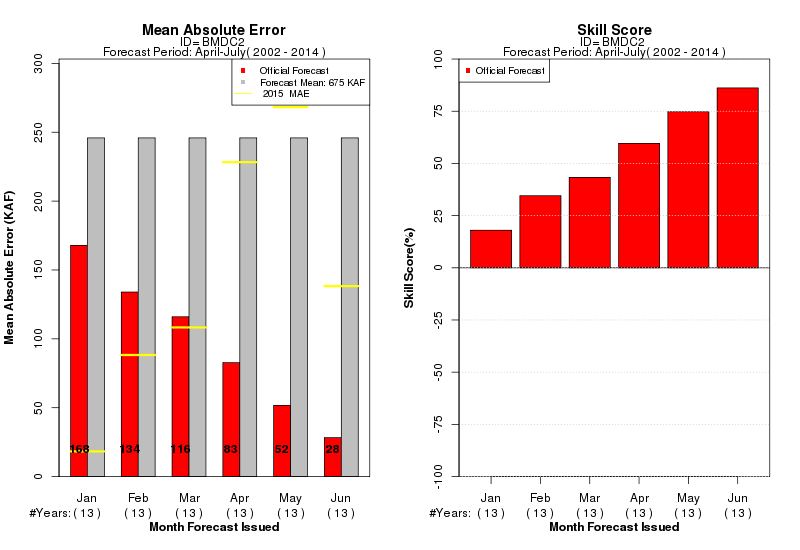 Mean Absolute Error
ID= BMDC2
Forecast Period: April-July( 2002 - 2014 )
Mean Absolute Error (KAF)
300
250
200
150
100
50
0
Official Forecast
Forecast Mean: 675 KAF
2015 MAE
168 134 116 83 52 28
Jan Feb Mar Apr May Jun
#Years: ( 13 ) ( 13 ) ( 13 ) ( 13 ) ( 13 ) ( 13 )
Month Forecast Issued
Skill Score
ID= BMDC2
Forecast Period: April-July( 2002 - 2014 )
Skill Score(%)
100
75
50
25
0
-25
-50
-75
-100
Official Forecast
Jan Feb Mar Apr May Jun
#Years: ( 13 ) ( 13 ) ( 13 ) ( 13 ) ( 13 ) ( 13 )
Month Forecast Issued